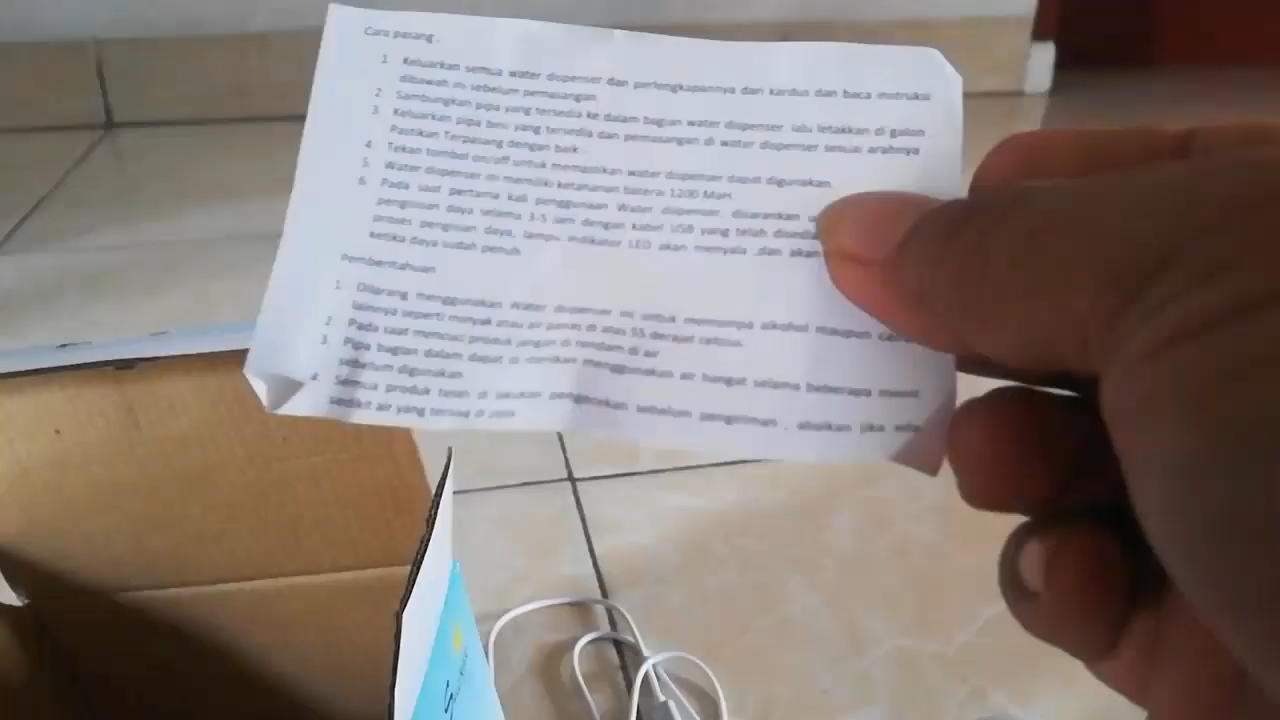 Cara pasang .
1. Keluarkan semua water dispenser dan perlengkapannya dari kardus dan baca instruksi
dibawah ini sebelum pemasangan
2. Sambungkan pipa yang tersedia ke dalam bagian water dispenser. lalu letakkan di galon
3. Keluarkan pipa besi yang tersedia dan pemasangan di water dispenser sesuai arahnya
Pastikan Terpasang dengan baik .
4. Tekan tombol on/off untuk memastikan water dispenser dapat digunakan.
5. Water dispenser ini memiliki ketahanan baterai 1200 MaH.
6. Pada saat pertama kali penggunaan Water dispenser, disarankan
pengisian daya selama 3-5 jam dengan kabel USB yang telah
proses pengisian daya, lampu indikator LED akan menyala ,dan akan
ketika daya sudah penuh
Pemberitahuan
1. Dilarang menggunakan Water dispenser ini untuk memompa alkohol maupun
lainnya seperti minyak atau air panas di atas 55 derajat celsius.
2. Pada saat mencuci produk jangan di rendam di air
3. Pipa bagian dalam dapat di menggunakan air hangat selama beberapa menit
sebelum digunakan.
4. Semua produk telah di lakukan pengecekan sebelum pengiriman , abaikan jika ada
sedikit air yang tersisa di pipa